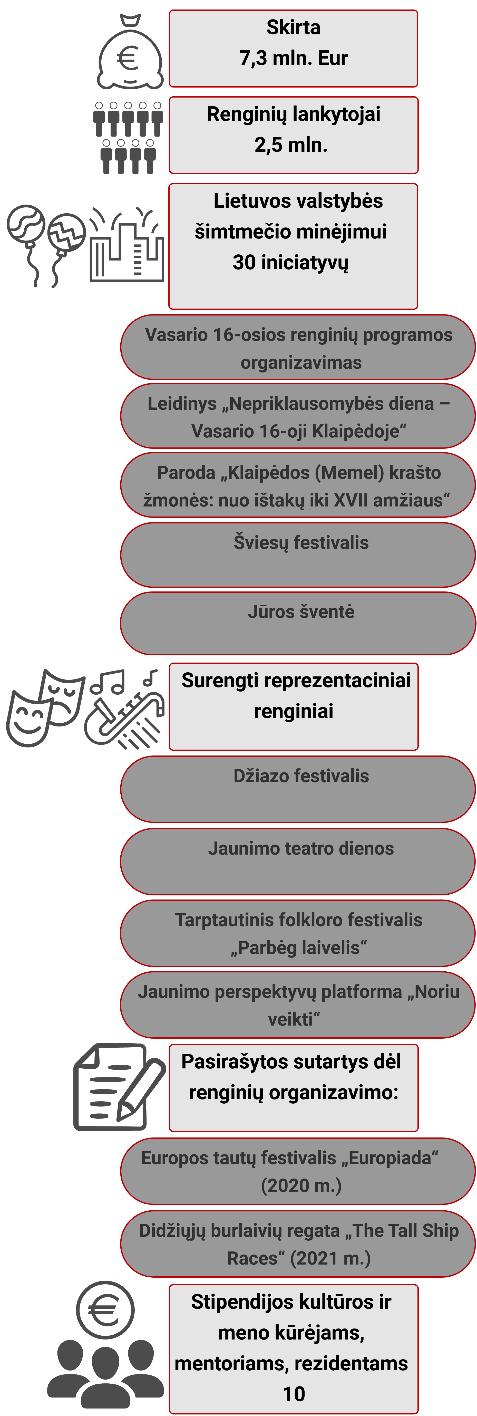 Skirta
7,3 mln. Eur
Renginių lankytojai
2,5 mln.
Lietuvos valstybės
šimtmečio minėjimui
30 iniciatyvų
Vasario 16-osios renginių programos
organizavimas
Leidinys „Nepriklausomybės diena –
Vasario 16-oji Klaipėdoje“
Paroda „Klaipėdos (Memel) krašto
žmonės: nuo ištakų iki XVII amžiaus“
Šviesų festivalis
Jūros šventė
Surengti reprezentaciniai
renginiai
Džiazo festivalis
Jaunimo teatro dienos
Tarptautinis folkloro festivalis
„Parbėg laivelis“
Jaunimo perspektyvų platforma „Noriu
veikti“
Pasirašytos sutartys dėl
renginių organizavimo:
Europos tautų festivalis „Europiada“
(2020 m.)
Didžiųjų burlaivių regata „The Tall Ship
Races“ (2021 m.)
Stipendijos kultūros ir
meno kūrėjams,
mentoriams, rezidentams
10